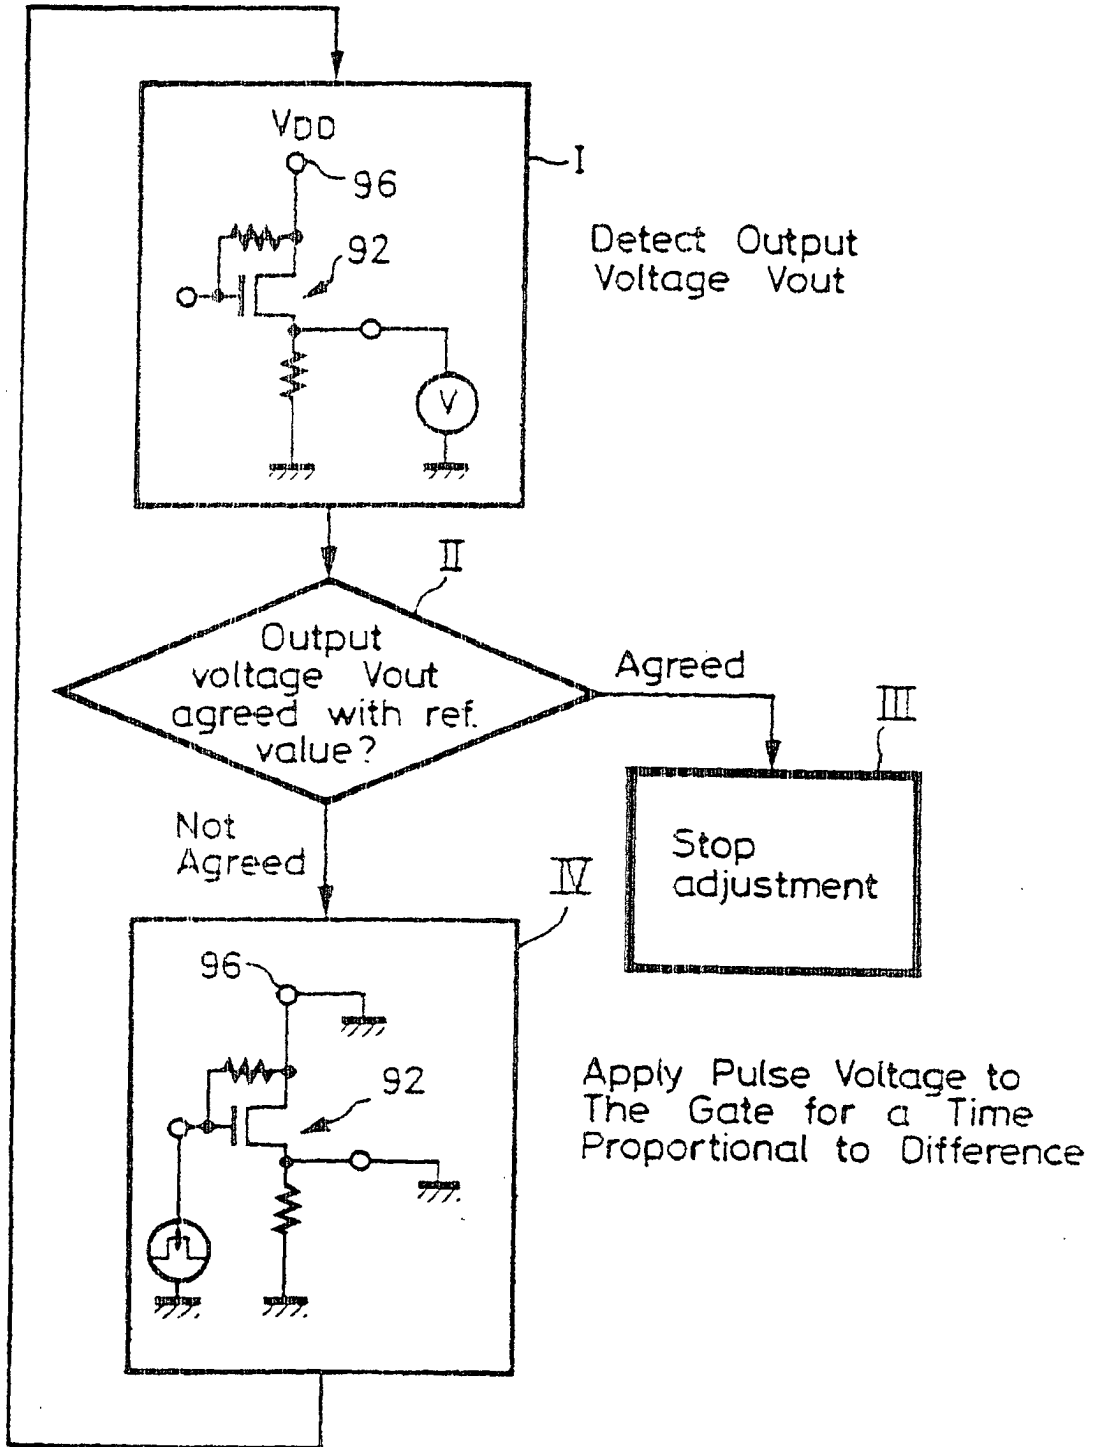 VDD
96
I
92
Detect Output
Voltage Vout
V
II
Output
voltage Vout
agreed with ref.
value?
Agreed
III
Not
Agreed
Stop
adjustment
IV
96
92
Apply Pulse Voltage to
The Gate for a Time
Proportional to Difference